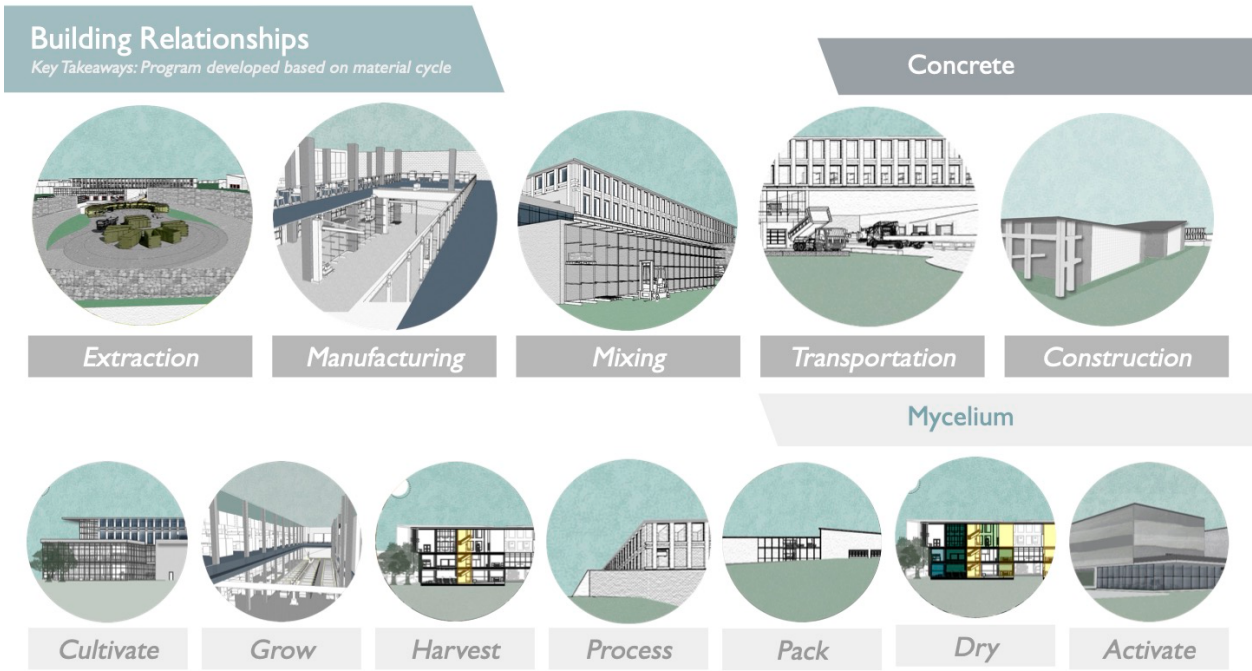 Building Relationships
Key Takeaways: Program developed based on material cycle
Concrete
Extraction
Manufacturing
Mixing
Transportation
Construction
Mycelium
Cultivate
Grow
Harvest
Process
Pack
Dry
Activate